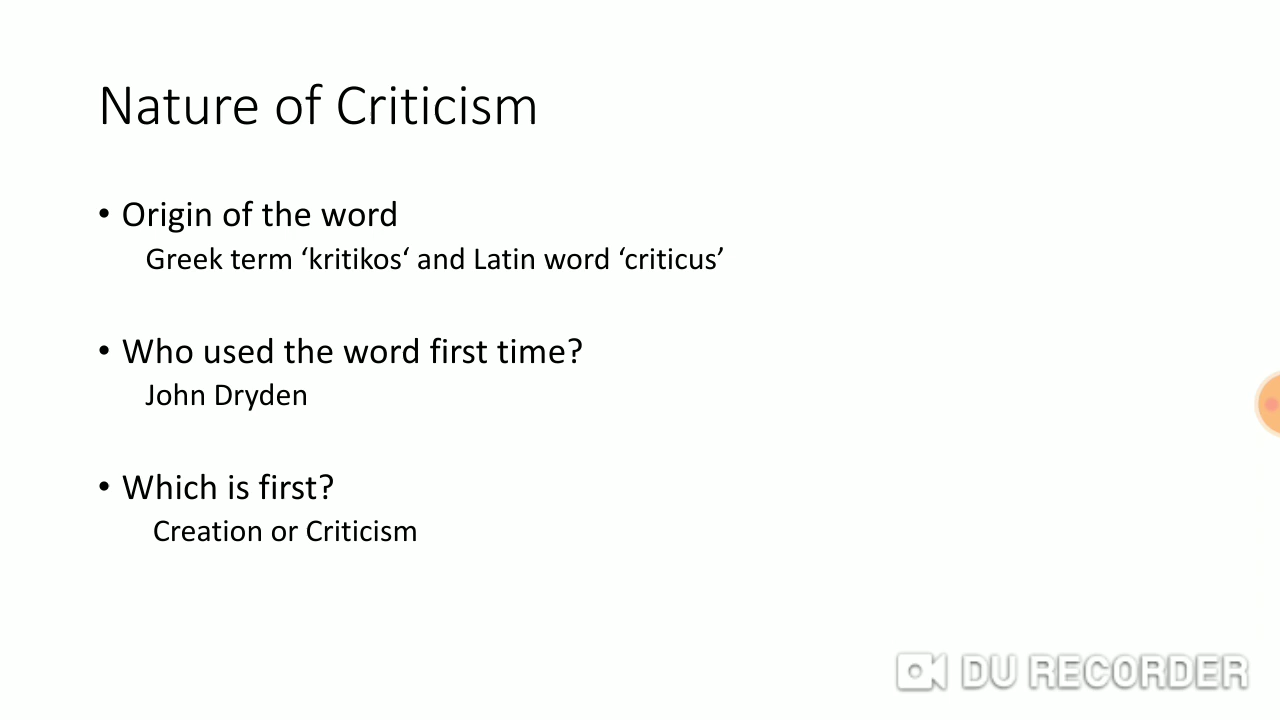 Nature of Criticism
• Origin of the word
Greek term ‘kritikos‘ and Latin word ‘criticus’
• Who used the word first time?
John Dryden
• Which is first?
Creation or Criticism
DU RECORDER